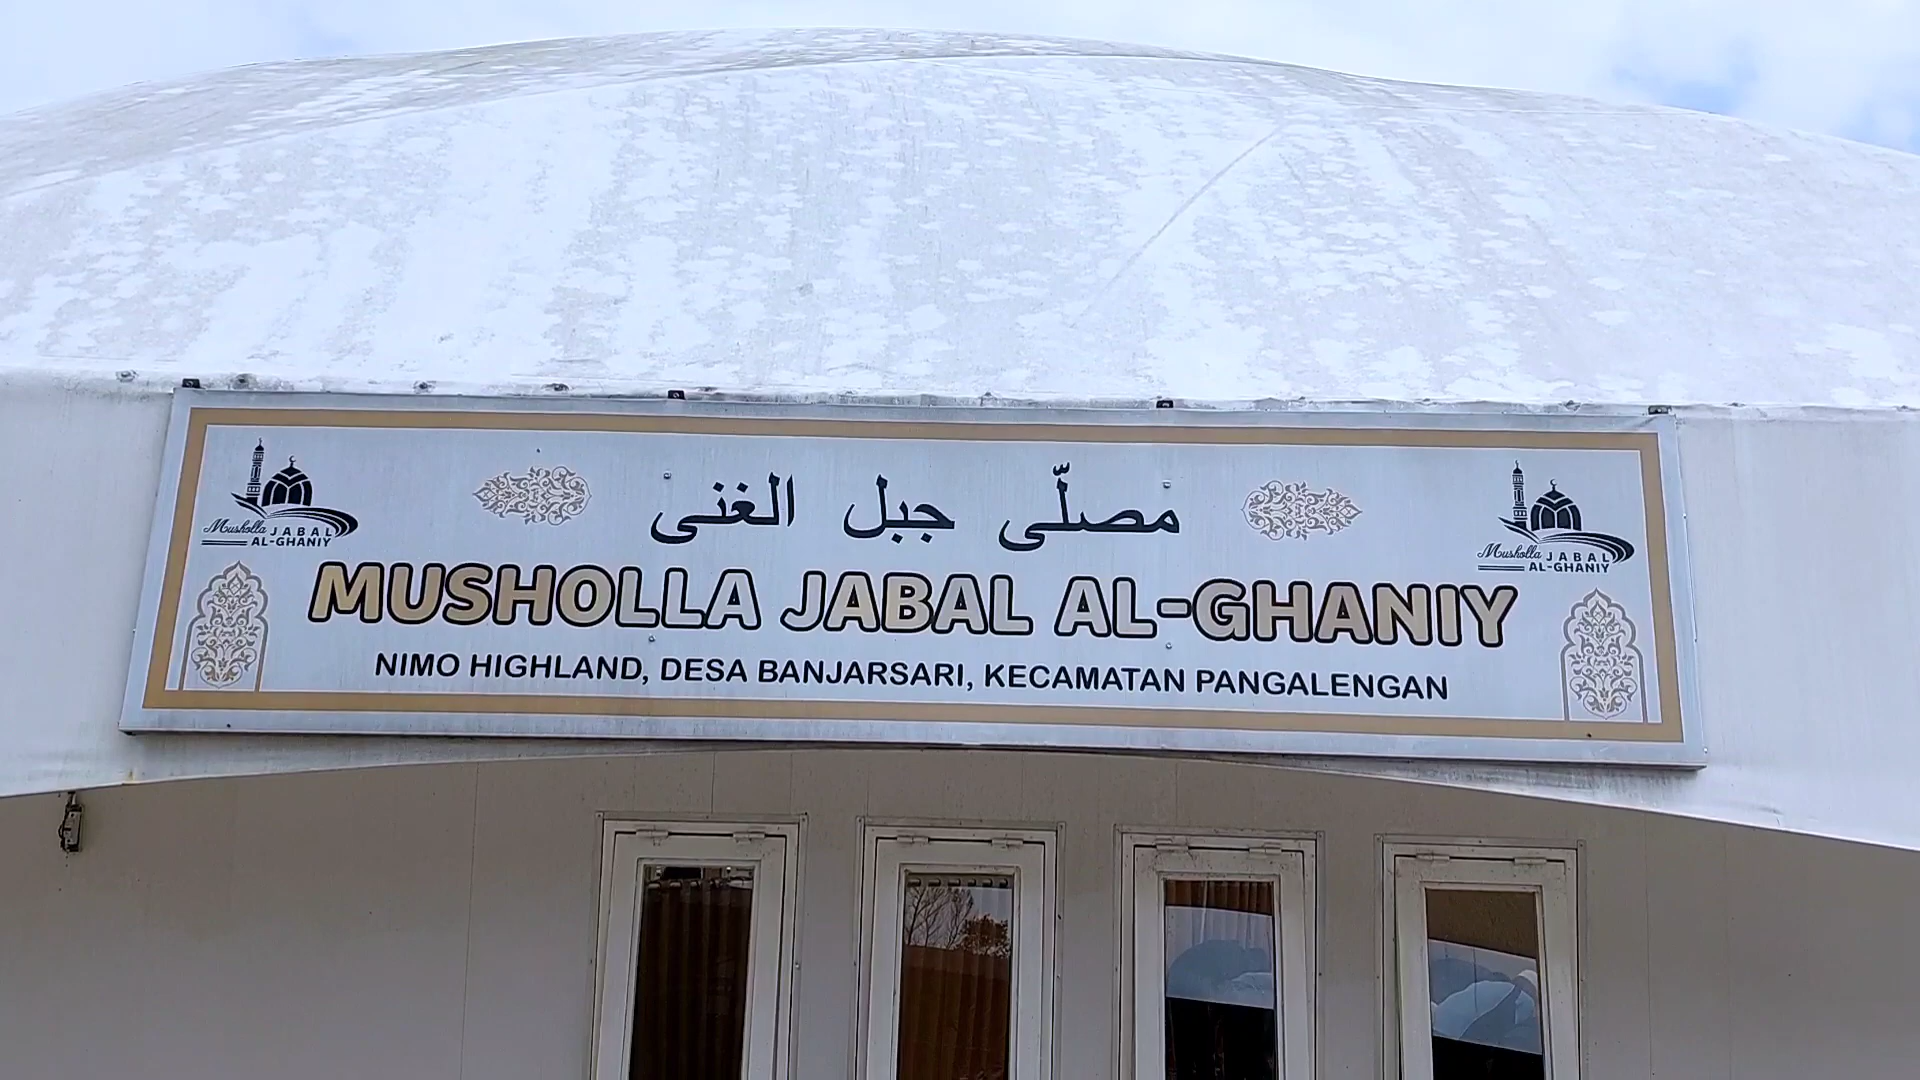 مصلّى جبل الغنى
Musholla JABAL
AL-GHANIY
Musholla JABAL
AL-GHANIY
MUSHOLLA JABAL AL-GHANIY
NIMO HIGHLAND, DESA BANJARSARI, KECAMATAN PANGALENGAN